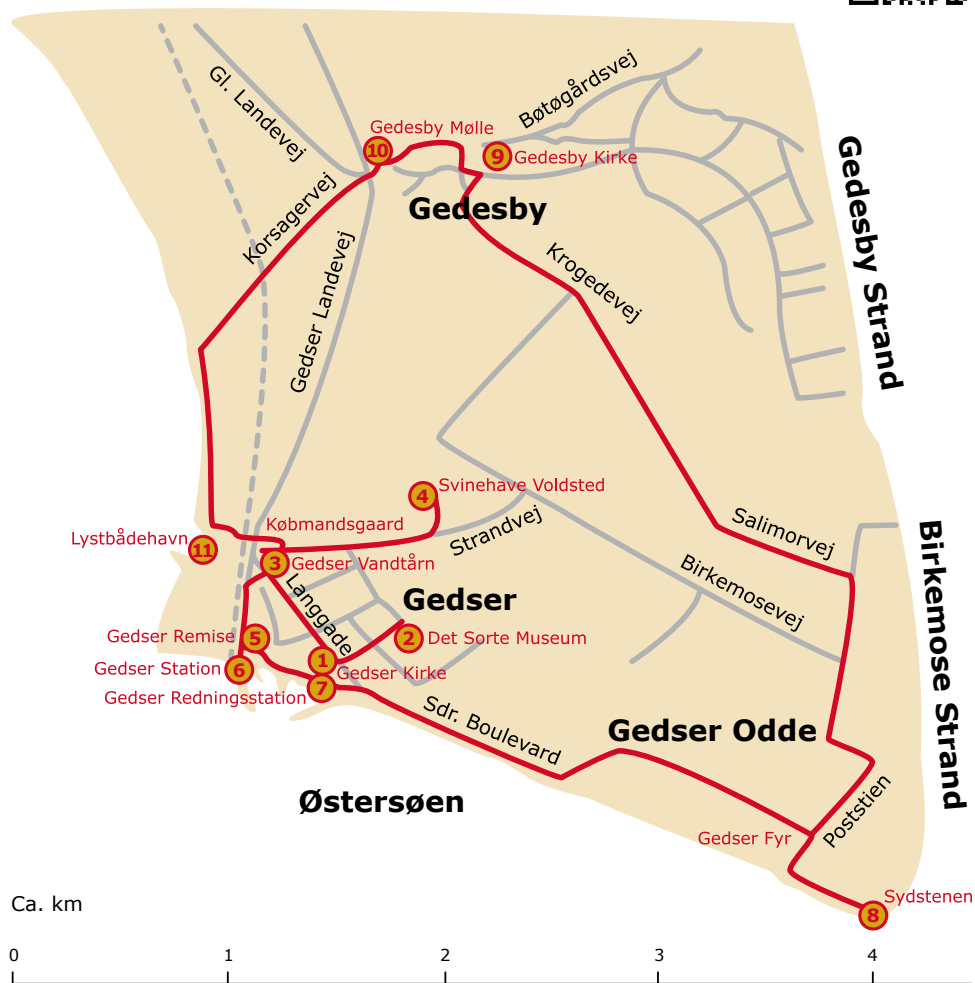 Bøtøgårdsvej
Gl. Landevej
Gedesby Mølle
10
9
Gedesby Kirke
Gedesby Strand
Korsagervej
Gedesby
Gedser Landevej
Krogedevej
4
Svinehave Voldsted
Købmandsgaard
Strandvej
Salimorvej
Lystbådehavn
11
3
Gedser Vandtårn
Birkemosevej
Birkemose Strand
Langgade
Gedser
Gedser Remise
5
2
Det Sorte Museum
Gedser Station
6
1
Gedser Kirke
Gedser Redningsstation
7
Sdr. Boulevard
Gedser Odde
Østersøen
Poststien
Gedser Fyr
Sydstenen
8
Ca. km
0
1
2
3
4